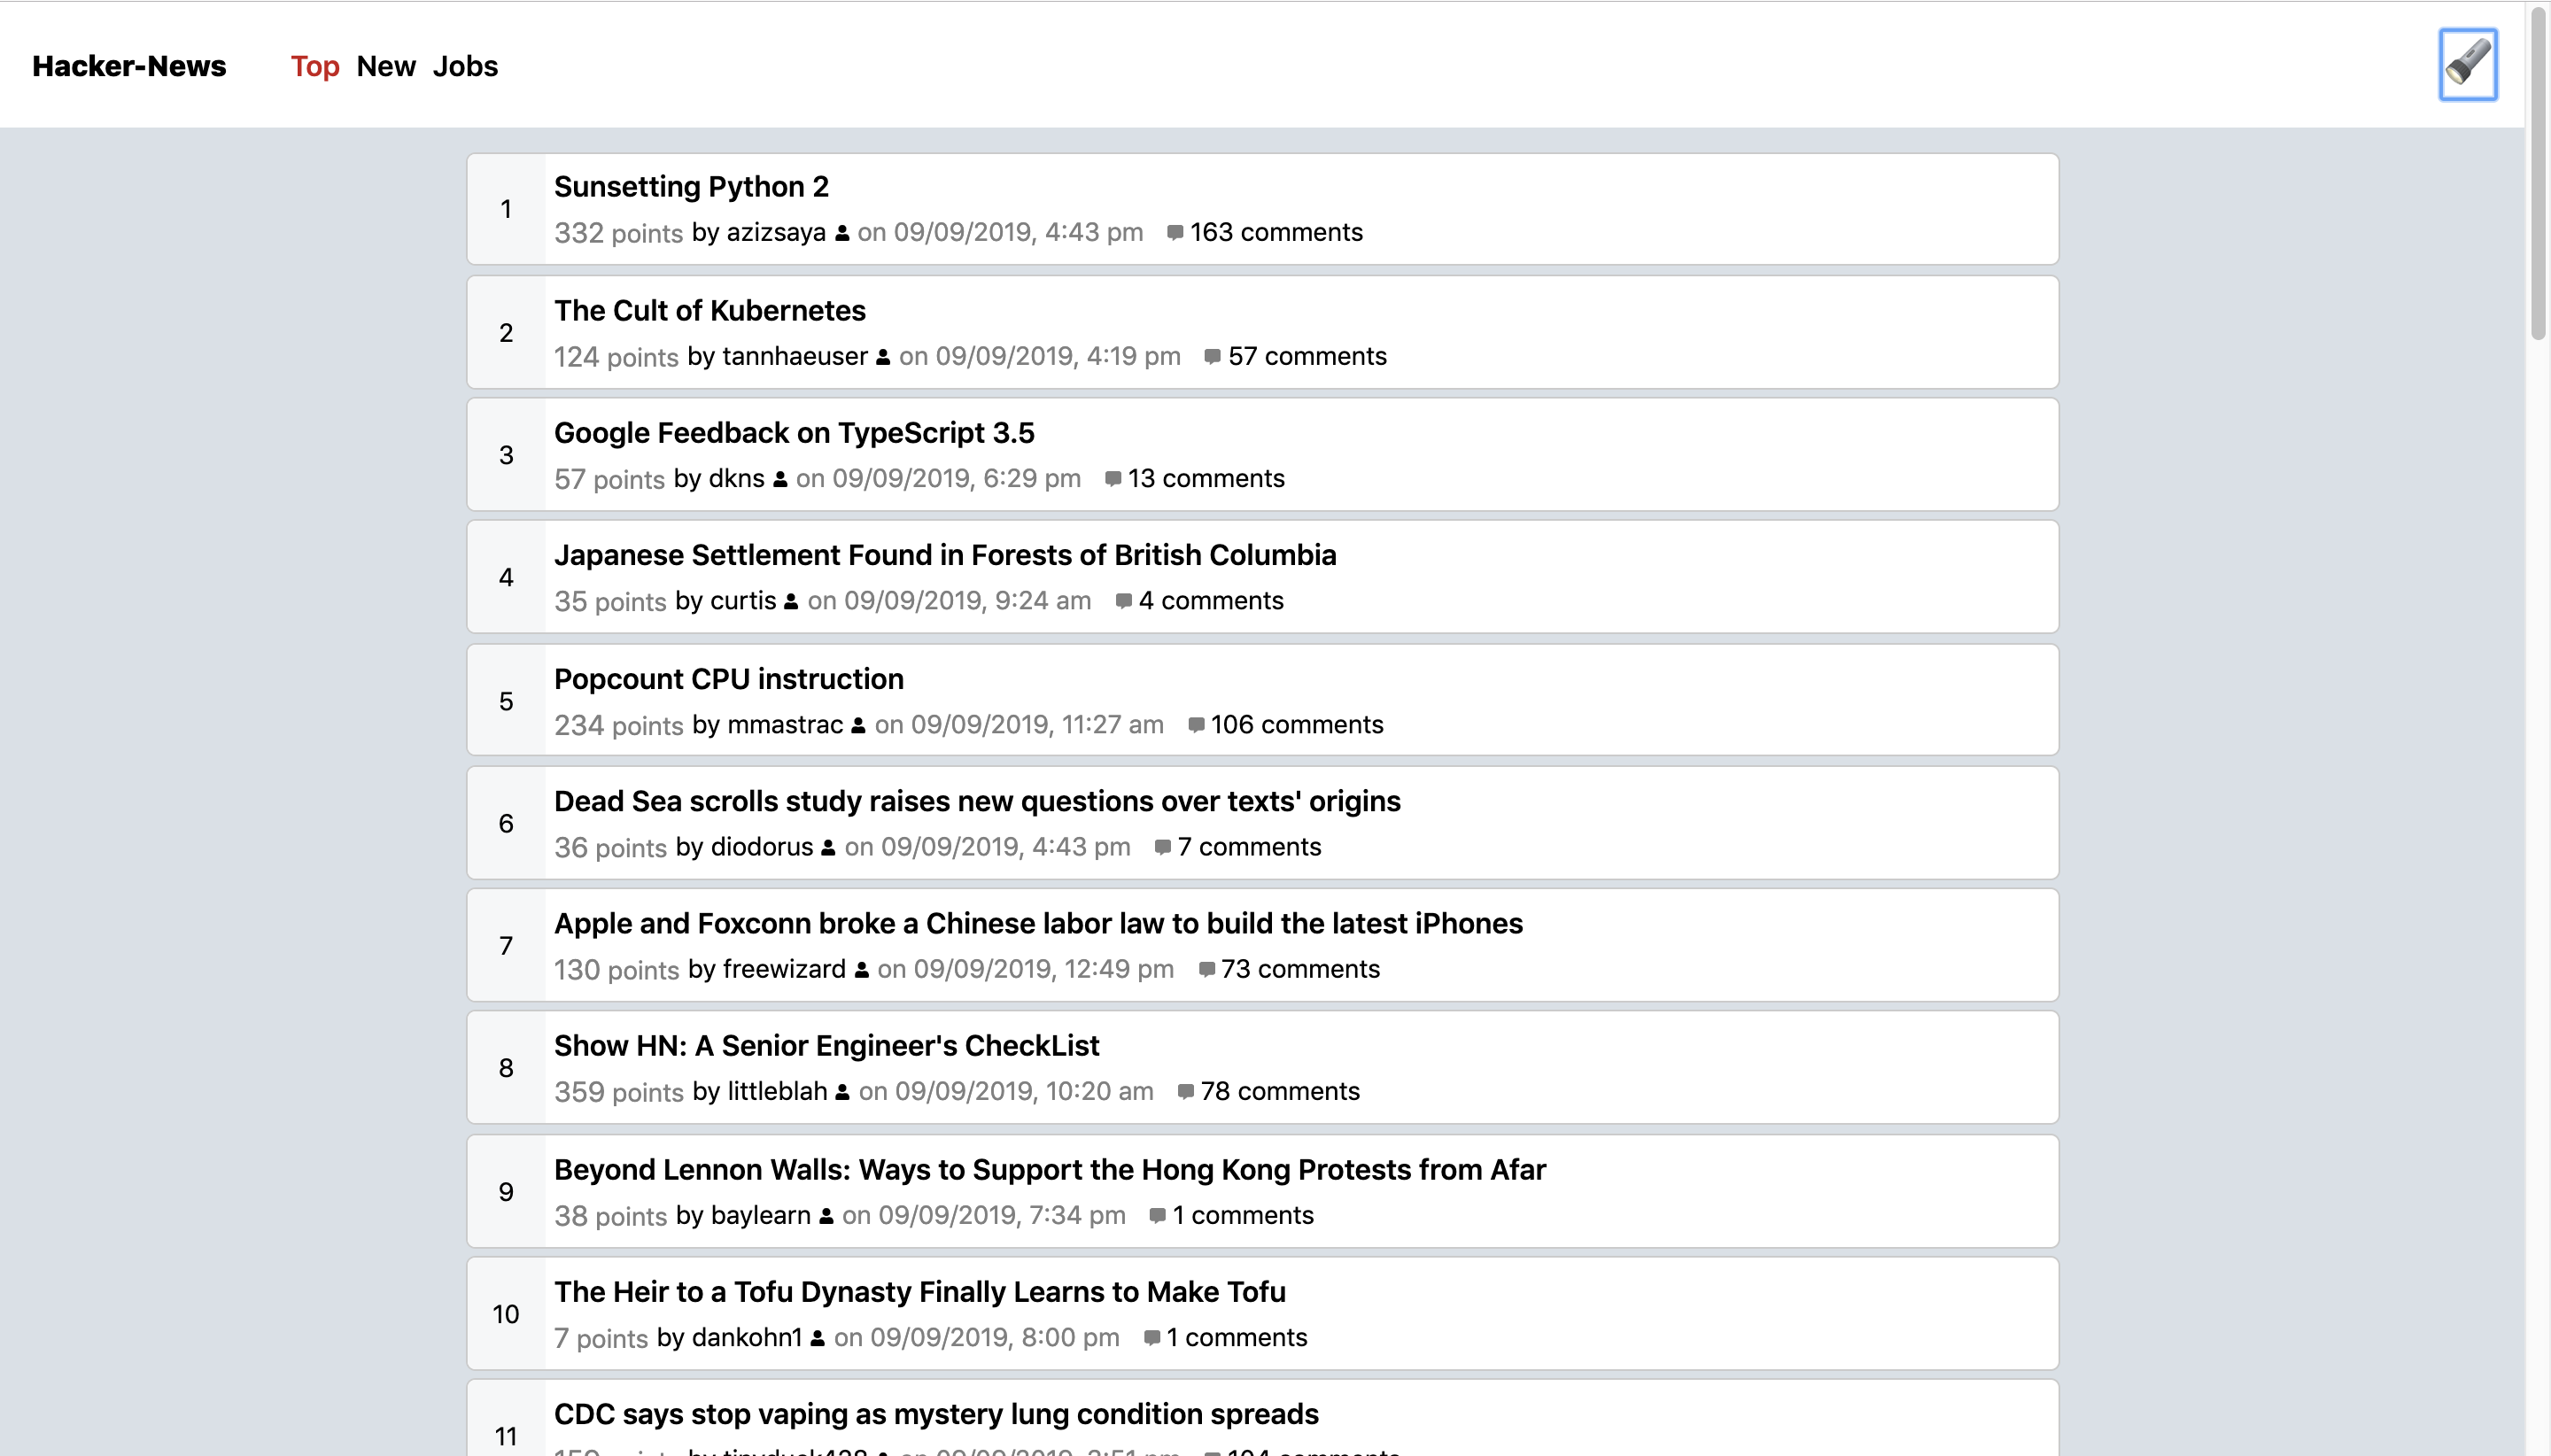 Hacker-News Top New Jobs
1
Sunsetting Python 2
332 points by azizsaya on 09/09/2019, 4:43 pm 163 comments
2
The Cult of Kubernetes
124 points by tannhaeuser on 09/09/2019, 4:19 pm 57 comments
3
Google Feedback on TypeScript 3.5
57 points by dkns on 09/09/2019, 6:29 pm 13 comments
4
Japanese Settlement Found in Forests of British Columbia
35 points by curtis on 09/09/2019, 9:24 am 4 comments
5
Popcount CPU instruction
234 points by mmastrac on 09/09/2019, 11:27 am 106 comments
6
Dead Sea scrolls study raises new questions over texts' origins
36 points by diodorus on 09/09/2019, 4:43 pm 7 comments
7
Apple and Foxconn broke a Chinese labor law to build the latest iPhones
130 points by freewizard on 09/09/2019, 12:49 pm 73 comments
8
Show HN: A Senior Engineer's CheckList
359 points by littleblah on 09/09/2019, 10:20 am 78 comments
9
Beyond Lennon Walls: Ways to Support the Hong Kong Protests from Afar
38 points by baylearn on 09/09/2019, 7:34 pm 1 comments
10
The Heir to a Tofu Dynasty Finally Learns to Make Tofu
7 points by dankohn1 on 09/09/2019, 8:00 pm 1 comments
11
CDC says stop vaping as mystery lung condition spreads